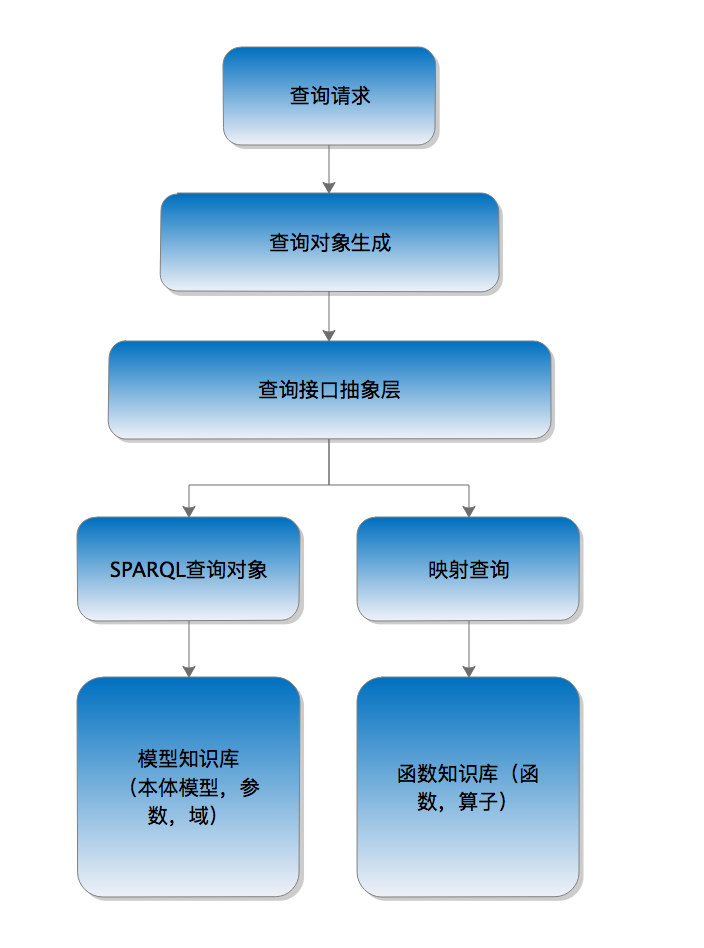 查询请求
查询对象生成
查询接口抽象层
SPARQL查询对象
映射查询
模型知识库
（本体模型，参
数，域）
函数知识库（函
数，算子）